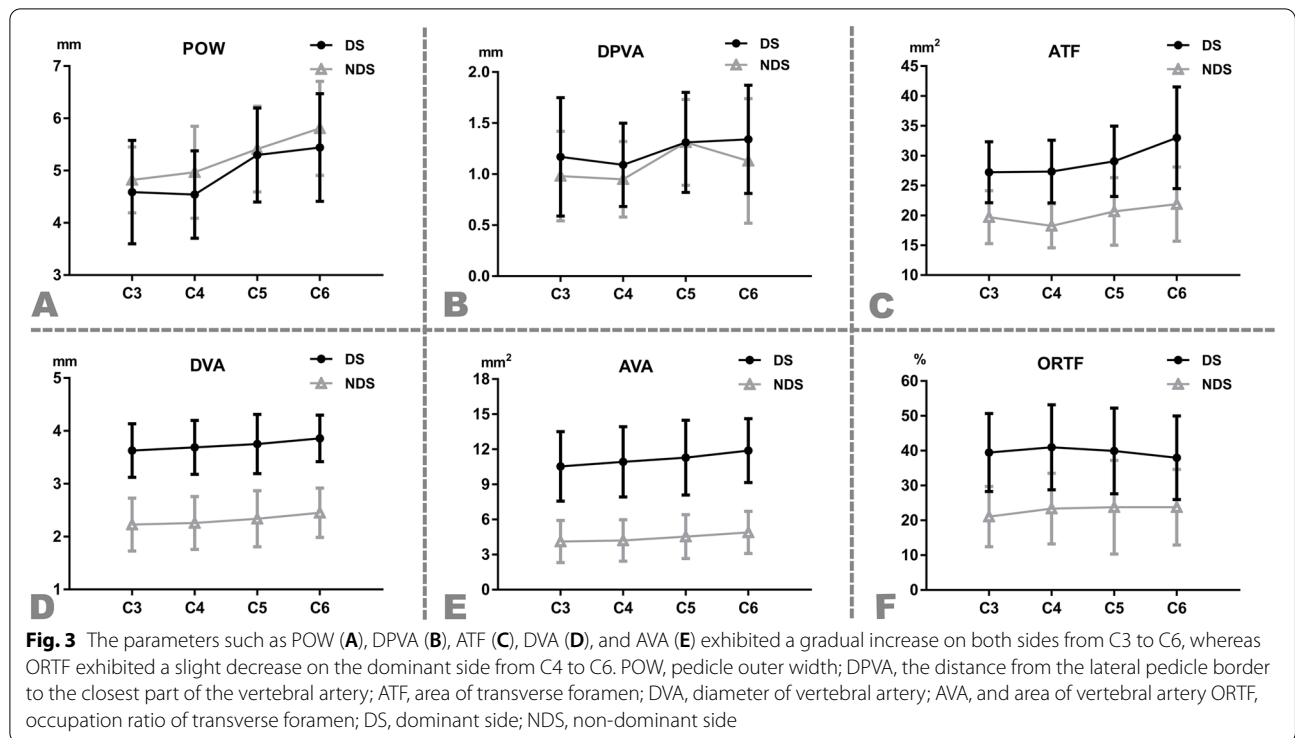 mm
POW
DS
NDS
7
6
5
4
3
C3 C4 C5 C6
A
mm
DPVA
DS
NDS
2.0
1.5
1.0
0.5
0.0
C3 C4 C5 C6
B
mm²
ATF
DS
NDS
45
40
35
30
25
20
15
10
C3 C4 C5 C6
C
mm
DVA
DS
NDS
5
4
3
2
1
C3 C4 C5 C6
D
mm²
AVA
DS
NDS
18
15
12
9
6
3
0
C3 C4 C5 C6
E
%
ORTF
DS
NDS
60
50
40
30
20
10
0
C3 C4 C5 C6
F
Fig. 3 The parameters such as POW (A), DPVA (B), ATF (C), DVA (D), and AVA (E) exhibited a gradual increase on both sides from C3 to C6, whereas
ORTF exhibited a slight decrease on the dominant side from C4 to C6. POW, pedicle outer width; DPVA, the distance from the lateral pedicle border
to the closest part of the vertebral artery; ATF, area of transverse foramen; DVA, diameter of vertebral artery; AVA, and area of vertebral artery ORTF,
occupation ratio of transverse foramen; DS, dominant side; NDS, non-dominant side